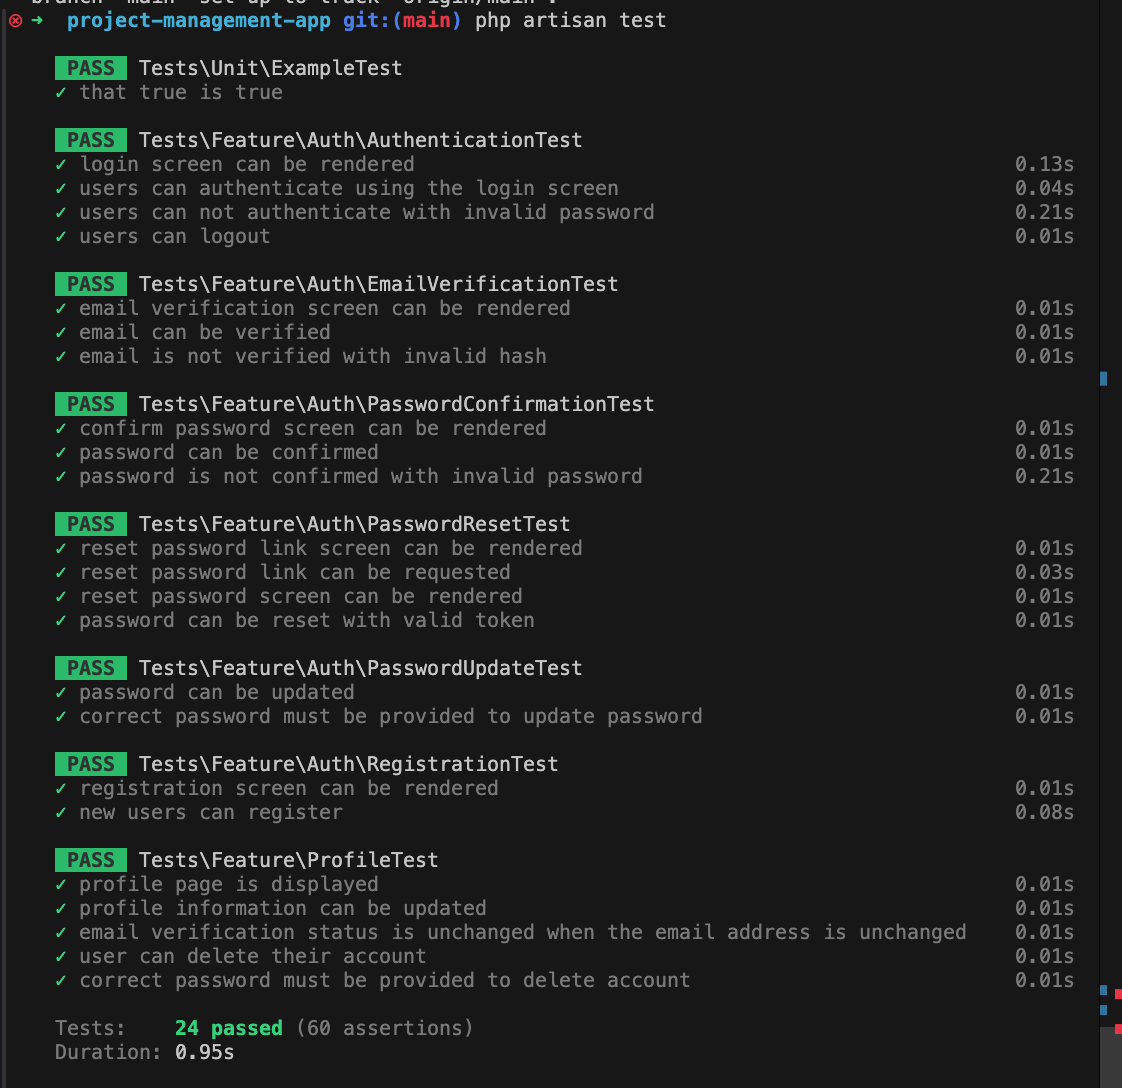 branch 'main' set up to track 'origin/main'.
➜  project-management-app git:(main) php artisan test
PASS  Tests\Unit\ExampleTest
✓ that true is true
PASS  Tests\Feature\Auth\AuthenticationTest
✓ login screen can be rendered 0.13s
✓ users can authenticate using the login screen 0.04s
✓ users can not authenticate with invalid password 0.21s
✓ users can logout 0.01s
PASS  Tests\Feature\Auth\EmailVerificationTest
✓ email verification screen can be rendered 0.01s
✓ email can be verified 0.01s
✓ email is not verified with invalid hash 0.01s
PASS  Tests\Feature\Auth\PasswordConfirmationTest
✓ confirm password screen can be rendered 0.01s
✓ password can be confirmed 0.01s
✓ password is not confirmed with invalid password 0.21s
PASS  Tests\Feature\Auth\PasswordResetTest
✓ reset password link screen can be rendered 0.01s
✓ reset password link can be requested 0.03s
✓ reset password screen can be rendered 0.01s
✓ password can be reset with valid token 0.01s
PASS  Tests\Feature\Auth\PasswordUpdateTest
✓ password can be updated 0.01s
✓ correct password must be provided to update password 0.01s
PASS  Tests\Feature\Auth\RegistrationTest
✓ registration screen can be rendered 0.01s
✓ new users can register 0.08s
PASS  Tests\Feature\ProfileTest
✓ profile page is displayed 0.01s
✓ profile information can be updated 0.01s
✓ email verification status is unchanged when the email address is unchanged 0.01s
✓ user can delete their account 0.01s
✓ correct password must be provided to delete account 0.01s
Tests:    24 passed (60 assertions)
Duration: 0.95s